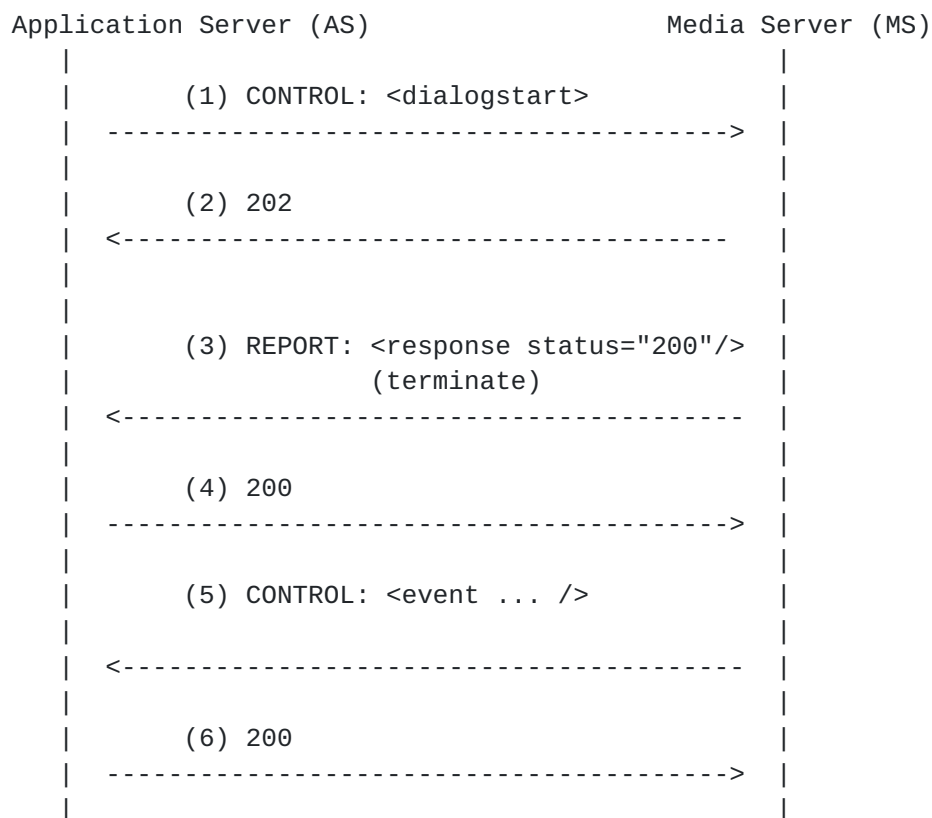 Application Server (AS) Media Server (MS)
(1) CONTROL: <dialogstart>
(2) 202
(3) REPORT: <response status="200"/>
(terminate)
(4) 200
(5) CONTROL: <event ... />
(6) 200